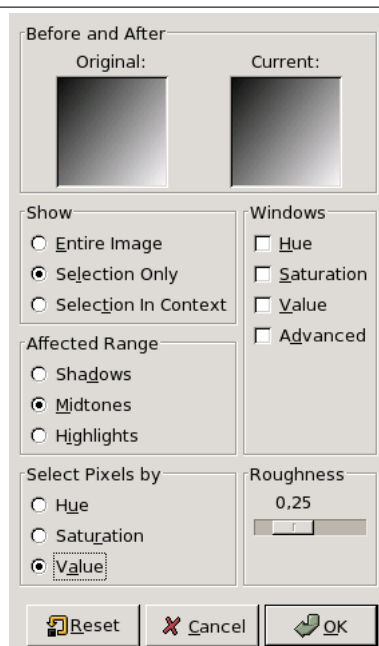 Before and After
Original:
Current:
Show
Entire Image
Selection Only
Selection In Context
Windows
Hue
Saturation
Value
Advanced
Affected Range
Shadows
Midtones
Highlights
Select Pixels by
Hue
Saturation
Value
Roughness
0,25
Reset
Cancel
OK